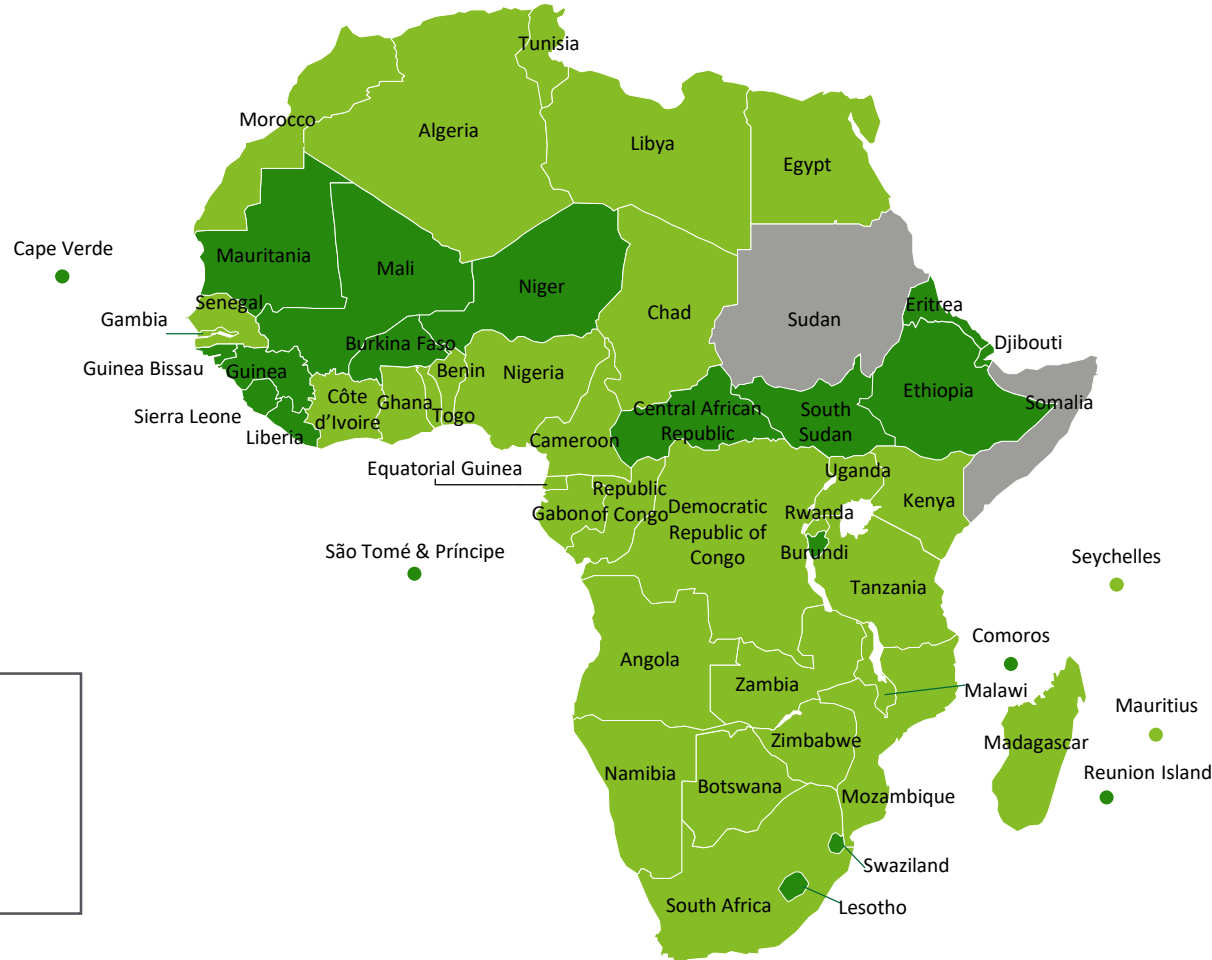 Tunisia
Morocco
Algeria
Libya
Egypt
Cape Verde
Mauritania
Mali
Niger
Chad
Sudan
Eritrea
Senegal
Gambia
Djibouti
Burkina Faso
Guinea Bissau
Guinea
Benin
Nigeria
Ethiopia
Somalia
Sierra Leone
Côte
d’Ivoire
Ghana
Togo
Liberia
Central African
Republic
South
Sudan
Cameroon
Equatorial Guinea
Uganda
Republic
of Congo
Gabon
Democratic
Republic of
Congo
Rwanda
Kenya
Burundi
São Tomé & Príncipe
Tanzania
Seychelles
Comoros
Angola
Zambia
Malawi
Mauritius
Zimbabwe
Madagascar
Namibia
Botswana
Reunion Island
Mozambique
Swaziland
South Africa
Lesotho